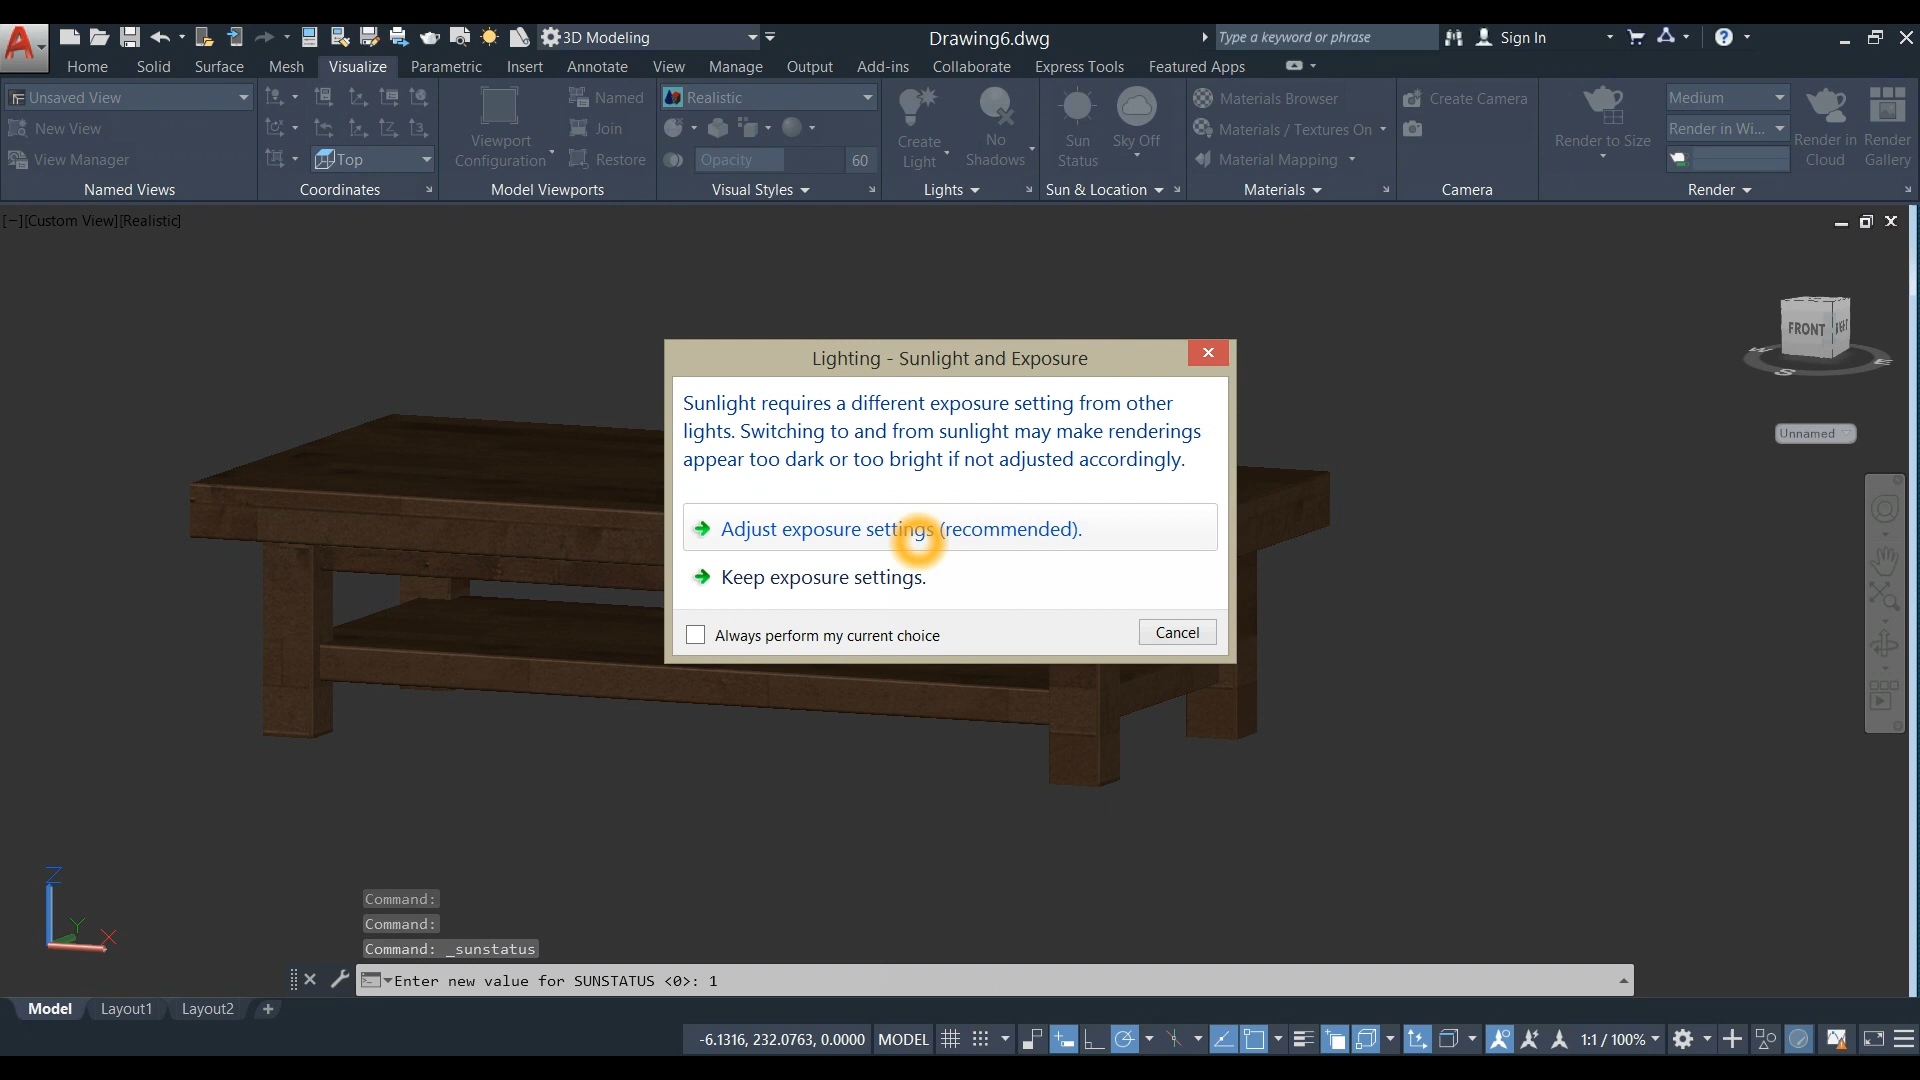 3D Modeling
Drawing6.dwg
Type a keyword or phrase
Sign In
Home Solid Surface Mesh Visualize Parametric Insert Annotate View Manage Output Add-ins Collaborate Express Tools Featured Apps
Unsaved View
New View
View Manager
Named Views
Top
Coordinates
Viewport
Configuration
Named
Join
Restore
Model Viewports
Realistic
Opacity 60
Visual Styles
Create
Light
No
Shadows
Lights
Sun
Status
Sky Off
Sun & Location
Materials Browser
Materials / Textures On
Material Mapping
Materials
Create Camera
Camera
Render to Size
Medium
Render in Wi...
Render in
Cloud
Render
Gallery
Render
[−][Custom View][Realistic]
FRONT
RIGHT
W
S
E
Unnamed
Lighting - Sunlight and Exposure
Sunlight requires a different exposure setting from other
lights. Switching to and from sunlight may make renderings
appear too dark or too bright if not adjusted accordingly.
Adjust exposure settings (recommended).
Keep exposure settings.
Always perform my current choice
Cancel
Z
Y
X
Command:
Command:
Command: _sunstatus
Enter new value for SUNSTATUS <0>: 1
Model Layout1 Layout2 +
-6.1316, 232.0763, 0.0000 MODEL 1:1 / 100%